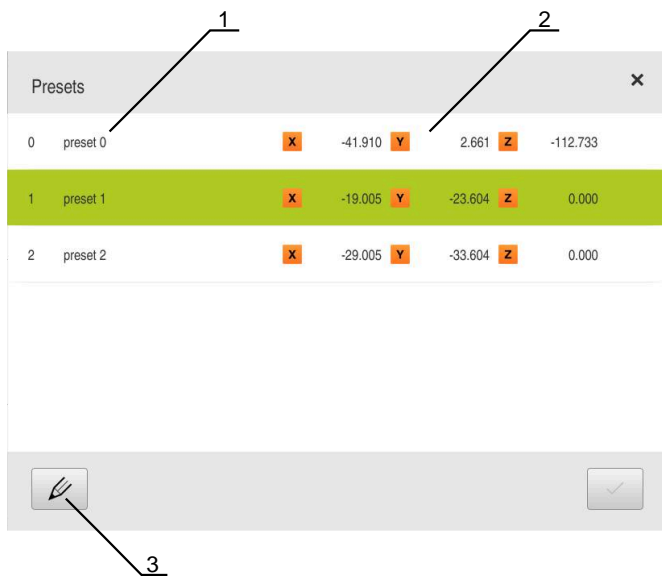 1 2
Presets ×
0 preset 0 X -41.910 Y 2.661 Z -112.733
1 preset 1 X -19.005 Y -23.604 Z 0.000
2 preset 2 X -29.005 Y -33.604 Z 0.000
3